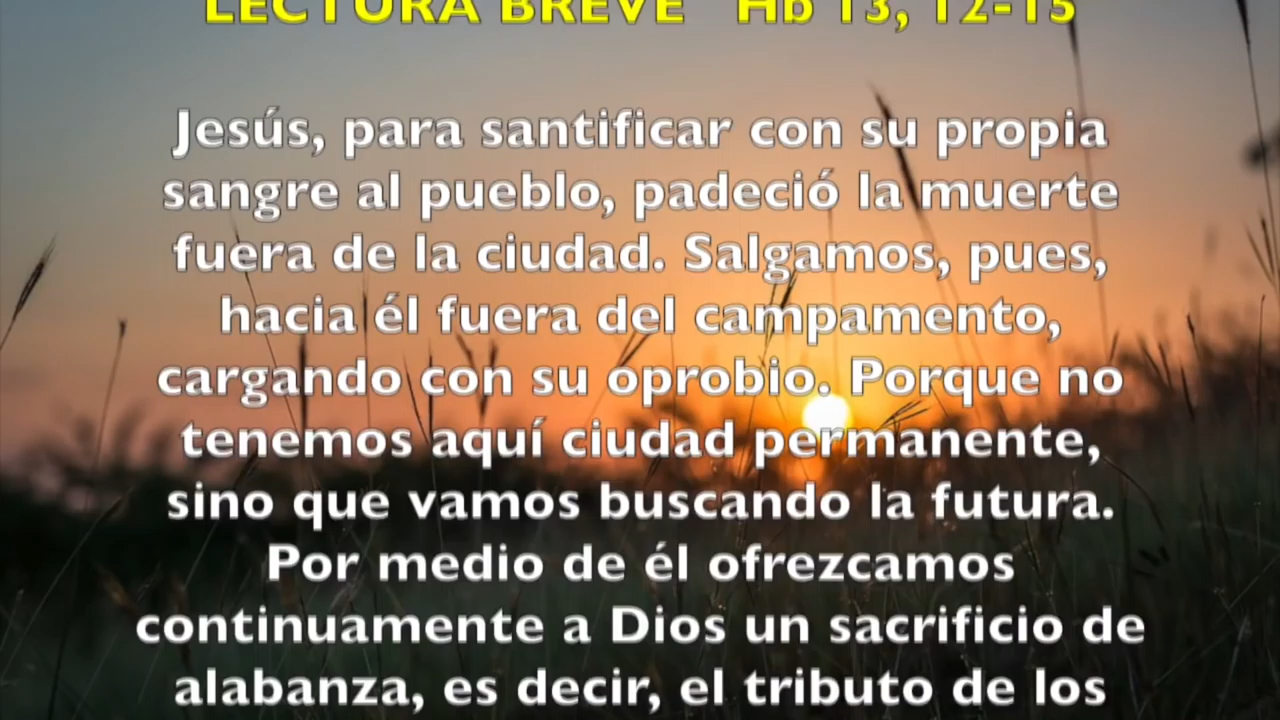 LECTURA BREVE Hb 13, 12-15
Jesús, para santificar con su propia
sangre al pueblo, padeció la muerte
fuera de la ciudad. Salgamos, pues,
hacia él fuera del campamento,
cargando con su oprobio. Porque no
tenemos aquí ciudad permanente,
sino que vamos buscando la futura.
Por medio de él ofrezcamos
continuamente a Dios un sacrificio de
alabanza, es decir, el tributo de los